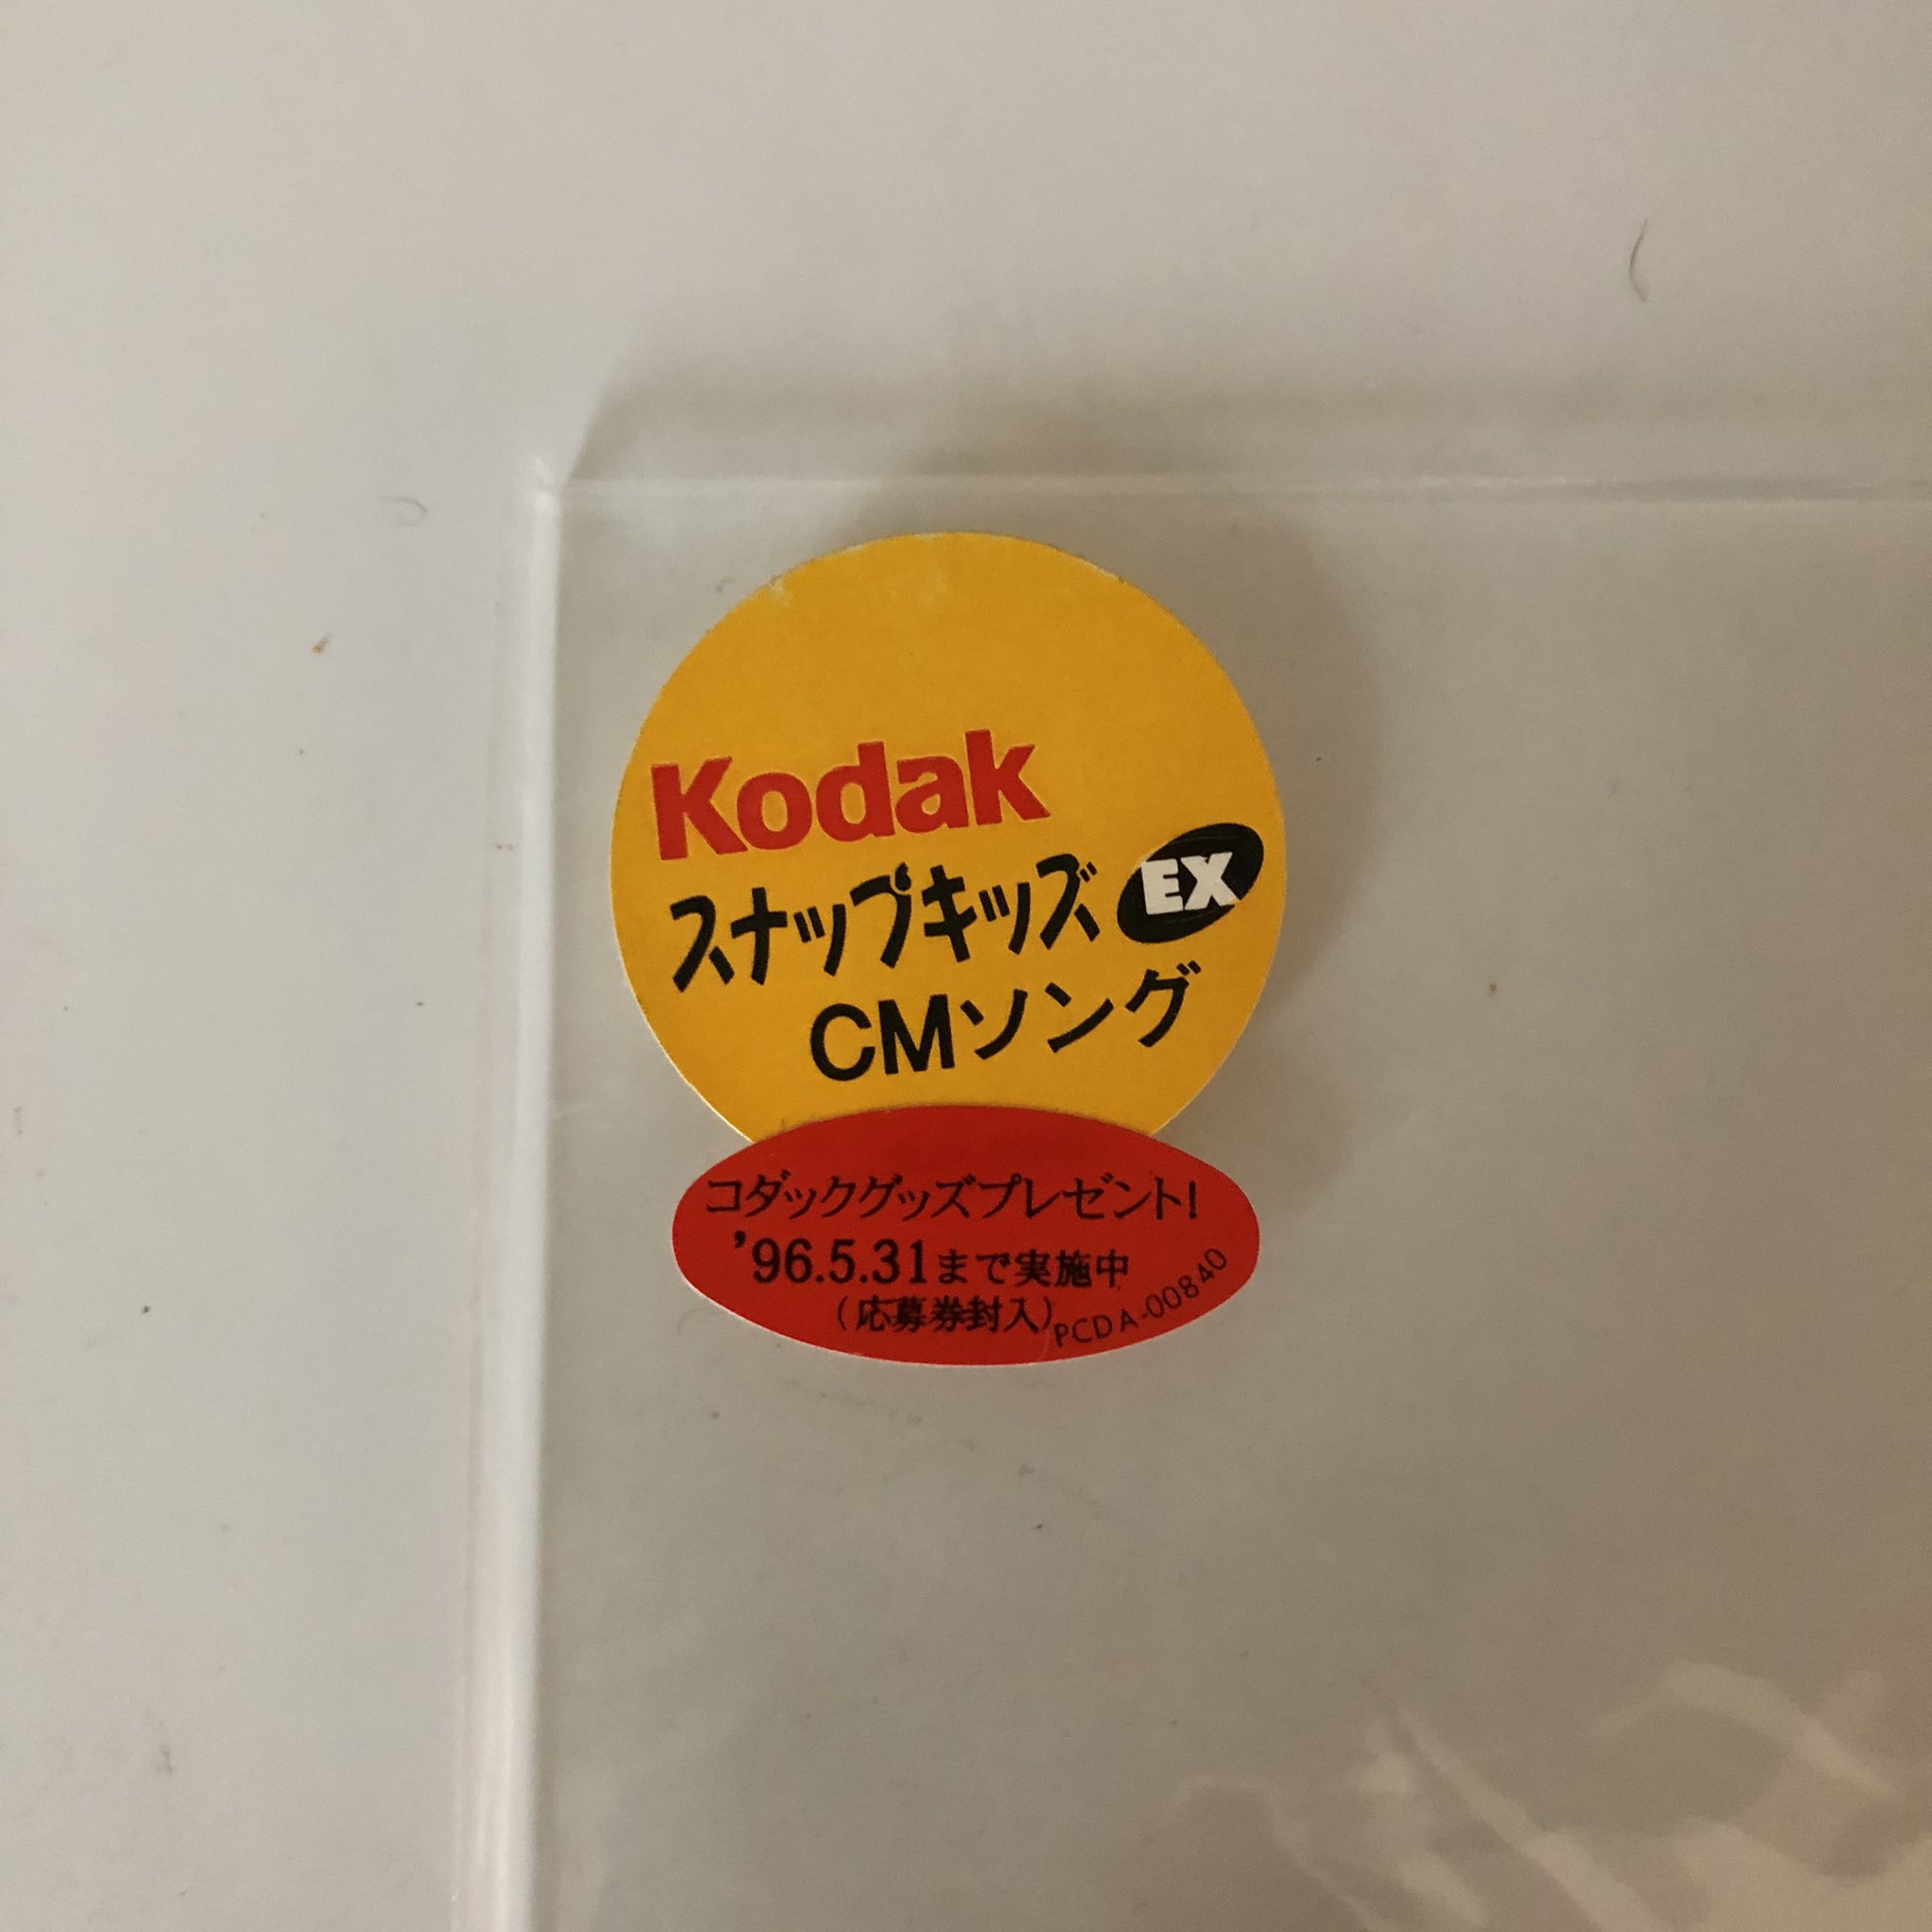 Kodak
スナップキッズ EX
CMソング
コダックグッズプレゼント!
'96.5.31まで実施中
(応募券封入)
PCDA-00840